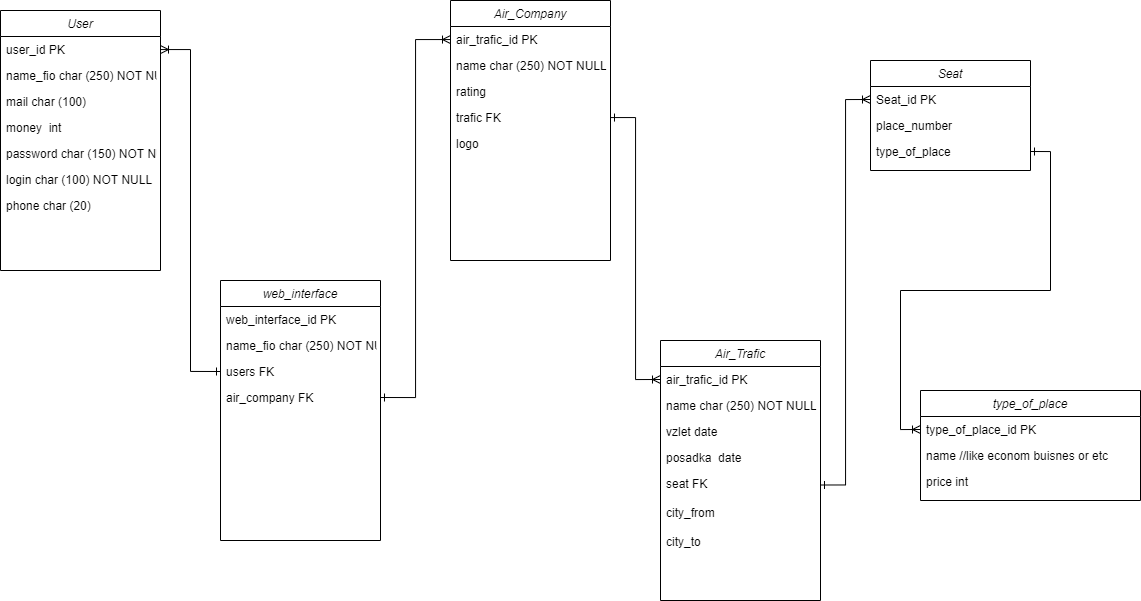 User
user_id PK
name_fio char (250) NOT NU
mail char (100)
money  int
password char (150) NOT N
login char (100) NOT NULL
phone char (20)
web_interface
web_interface_id PK
name_fio char (250) NOT NU
users FK
air_company FK
Air_Company
air_trafic_id PK
name char (250) NOT NULL
rating
trafic FK
logo
Air_Trafic
air_trafic_id PK
name char (250) NOT NULL
vzlet date
posadka  date
seat FK
city_from
city_to
Seat
Seat_id PK
place_number
type_of_place
type_of_place
type_of_place_id PK
name //like econom buisnes or etc
price int